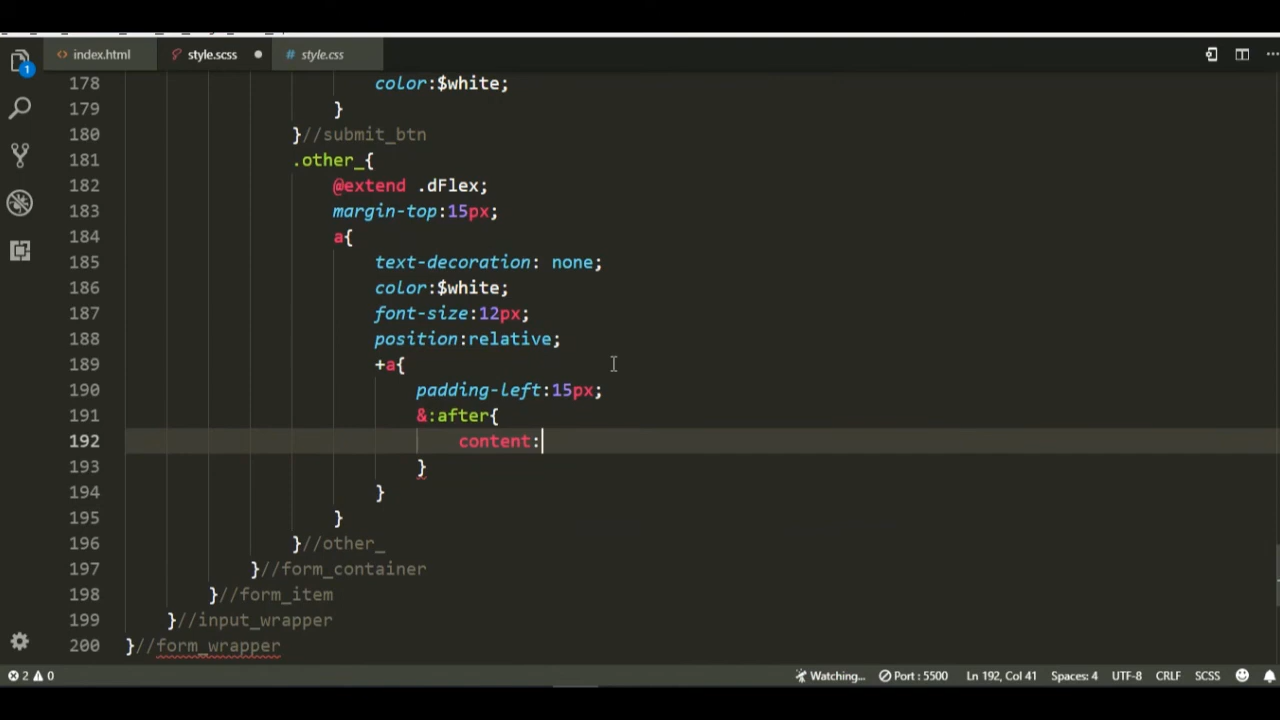 index.html style.scss style.css
1
178 color:$white;
179 }
180 }//submit_btn
181 .other_{
182 @extend .dFlex;
183 margin-top:15px;
184 a{
185 text-decoration: none;
186 color:$white;
187 font-size:12px;
188 position:relative;
189 +a{
190 padding-left:15px;
191 &:after{
192 content:
193 }
194 }
195 }
196 }//other_
197 }//form_container
198 }//form_item
199 }//input_wrapper
200 }//form_wrapper
2 0 Watching... Port : 5500 Ln 192, Col 41 Spaces: 4 UTF-8 CRLF SCSS